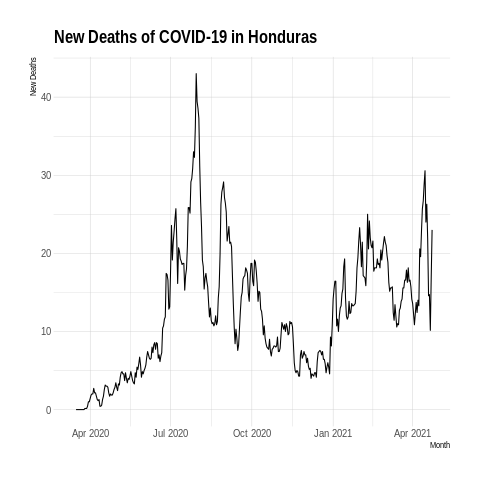 New Deaths of COVID-19 in Honduras
New Deaths
40
30
20
10
0
Apr 2020 Jul 2020 Oct 2020 Jan 2021 Apr 2021
Month